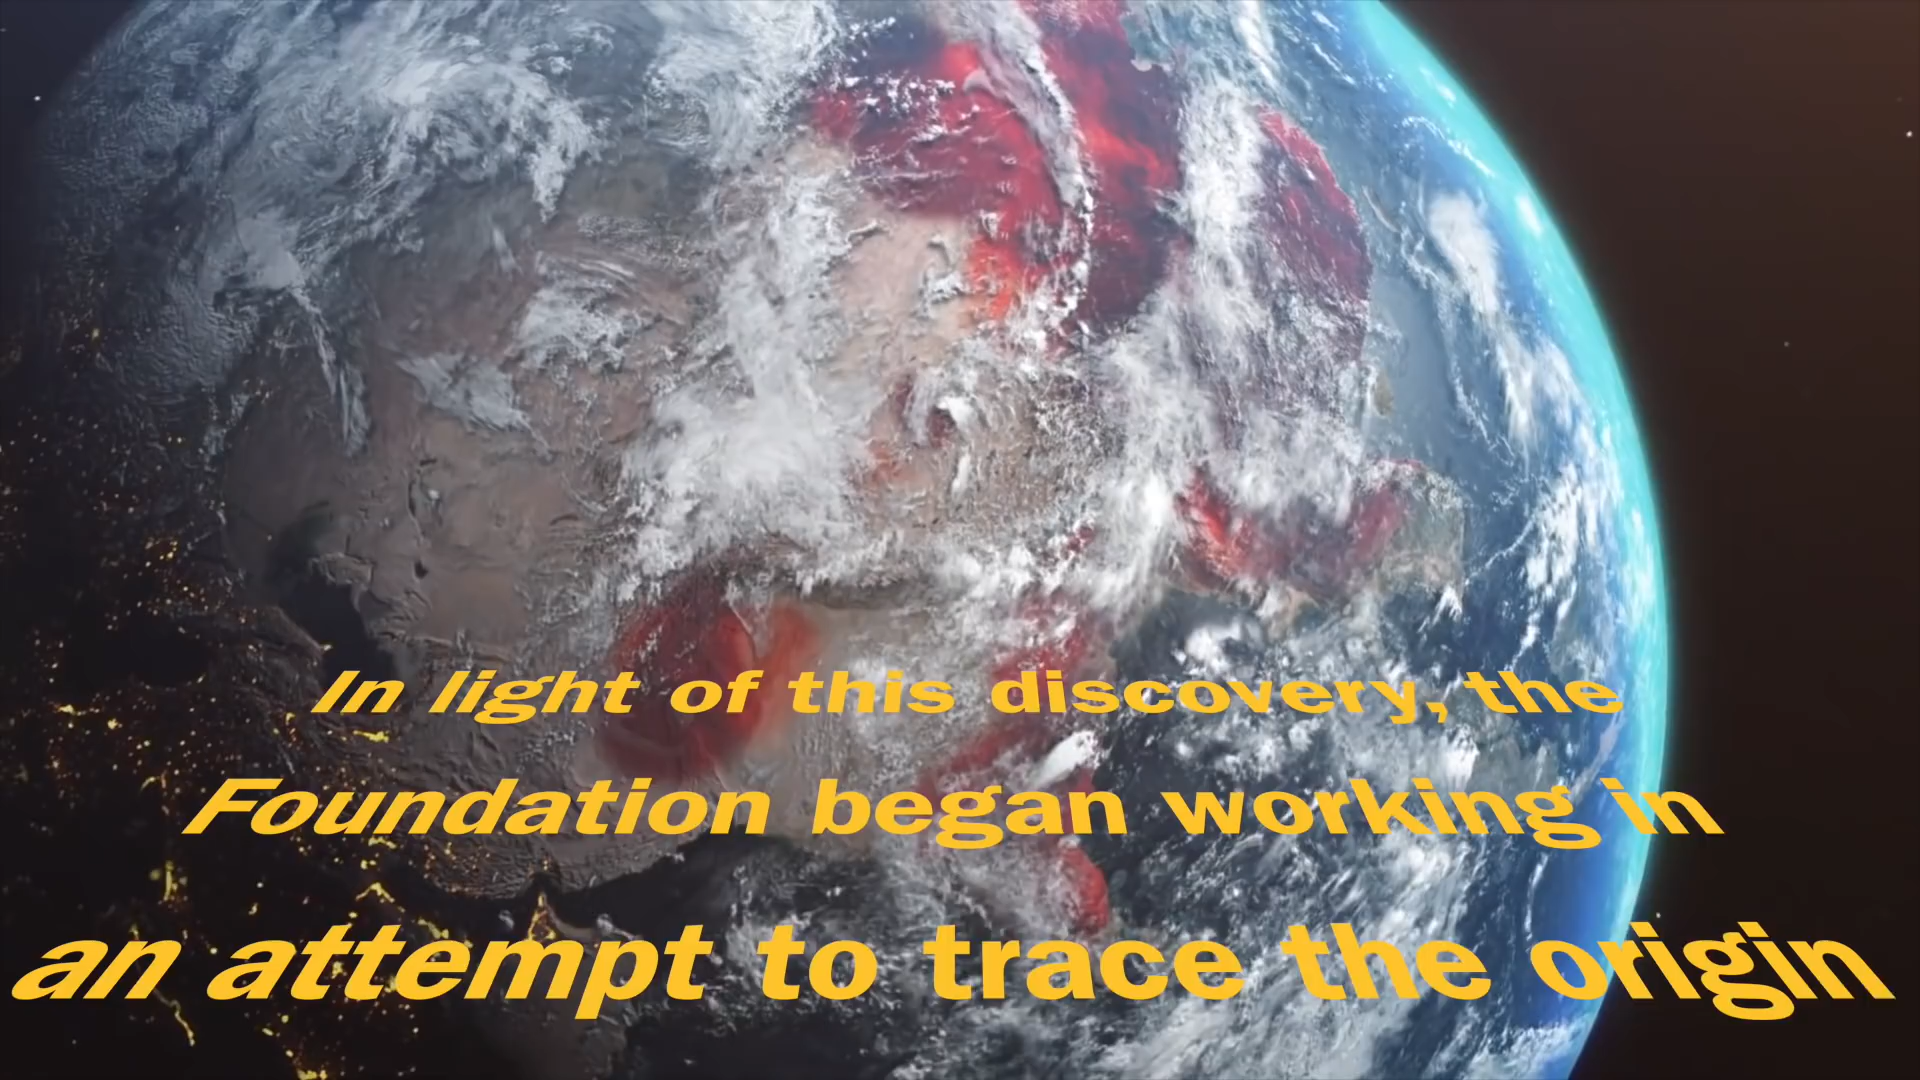 In light of this discovery, the
Foundation began working in
an attempt to trace the origin